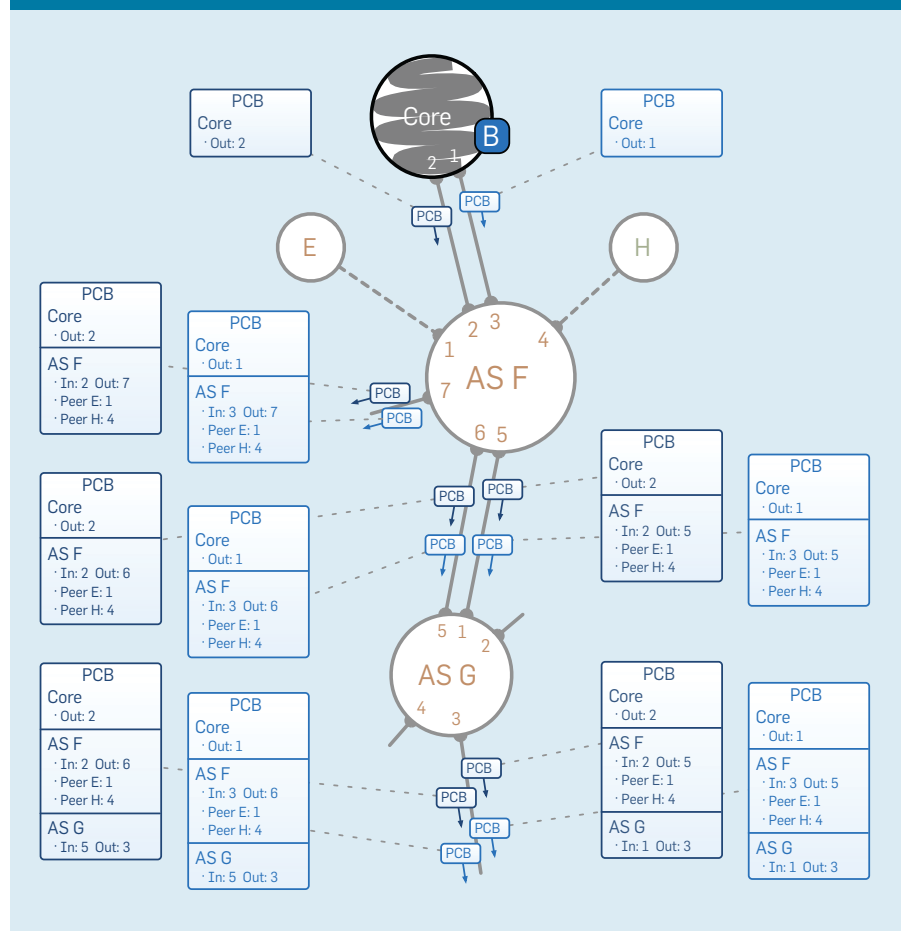 PCB
Core
· Out: 2
Core
B
2 1
PCB
Core
· Out: 1
PCB
PCB
E
H
PCB
Core
· Out: 2
AS F
· In: 2 Out: 7
· Peer E: 1
· Peer H: 4
PCB
Core
· Out: 1
AS F
· In: 3 Out: 7
· Peer E: 1
· Peer H: 4
PCB
PCB
2 3
1
4
7
AS F
6 5
PCB
Core
· Out: 2
AS F
· In: 2 Out: 6
· Peer E: 1
· Peer H: 4
PCB
Core
· Out: 1
AS F
· In: 3 Out: 6
· Peer E: 1
· Peer H: 4
PCB
PCB
PCB
PCB
PCB
Core
· Out: 2
AS F
· In: 2 Out: 5
· Peer E: 1
· Peer H: 4
PCB
Core
· Out: 1
AS F
· In: 3 Out: 5
· Peer E: 1
· Peer H: 4
5 1
2
AS G
4
3
PCB
Core
· Out: 2
AS F
· In: 2 Out: 6
· Peer E: 1
· Peer H: 4
AS G
· In: 5 Out: 3
PCB
Core
· Out: 1
AS F
· In: 3 Out: 6
· Peer E: 1
· Peer H: 4
AS G
· In: 5 Out: 3
PCB
PCB
PCB
PCB
PCB
Core
· Out: 2
AS F
· In: 2 Out: 5
· Peer E: 1
· Peer H: 4
AS G
· In: 1 Out: 3
PCB
Core
· Out: 1
AS F
· In: 3 Out: 5
· Peer E: 1
· Peer H: 4
AS G
· In: 1 Out: 3